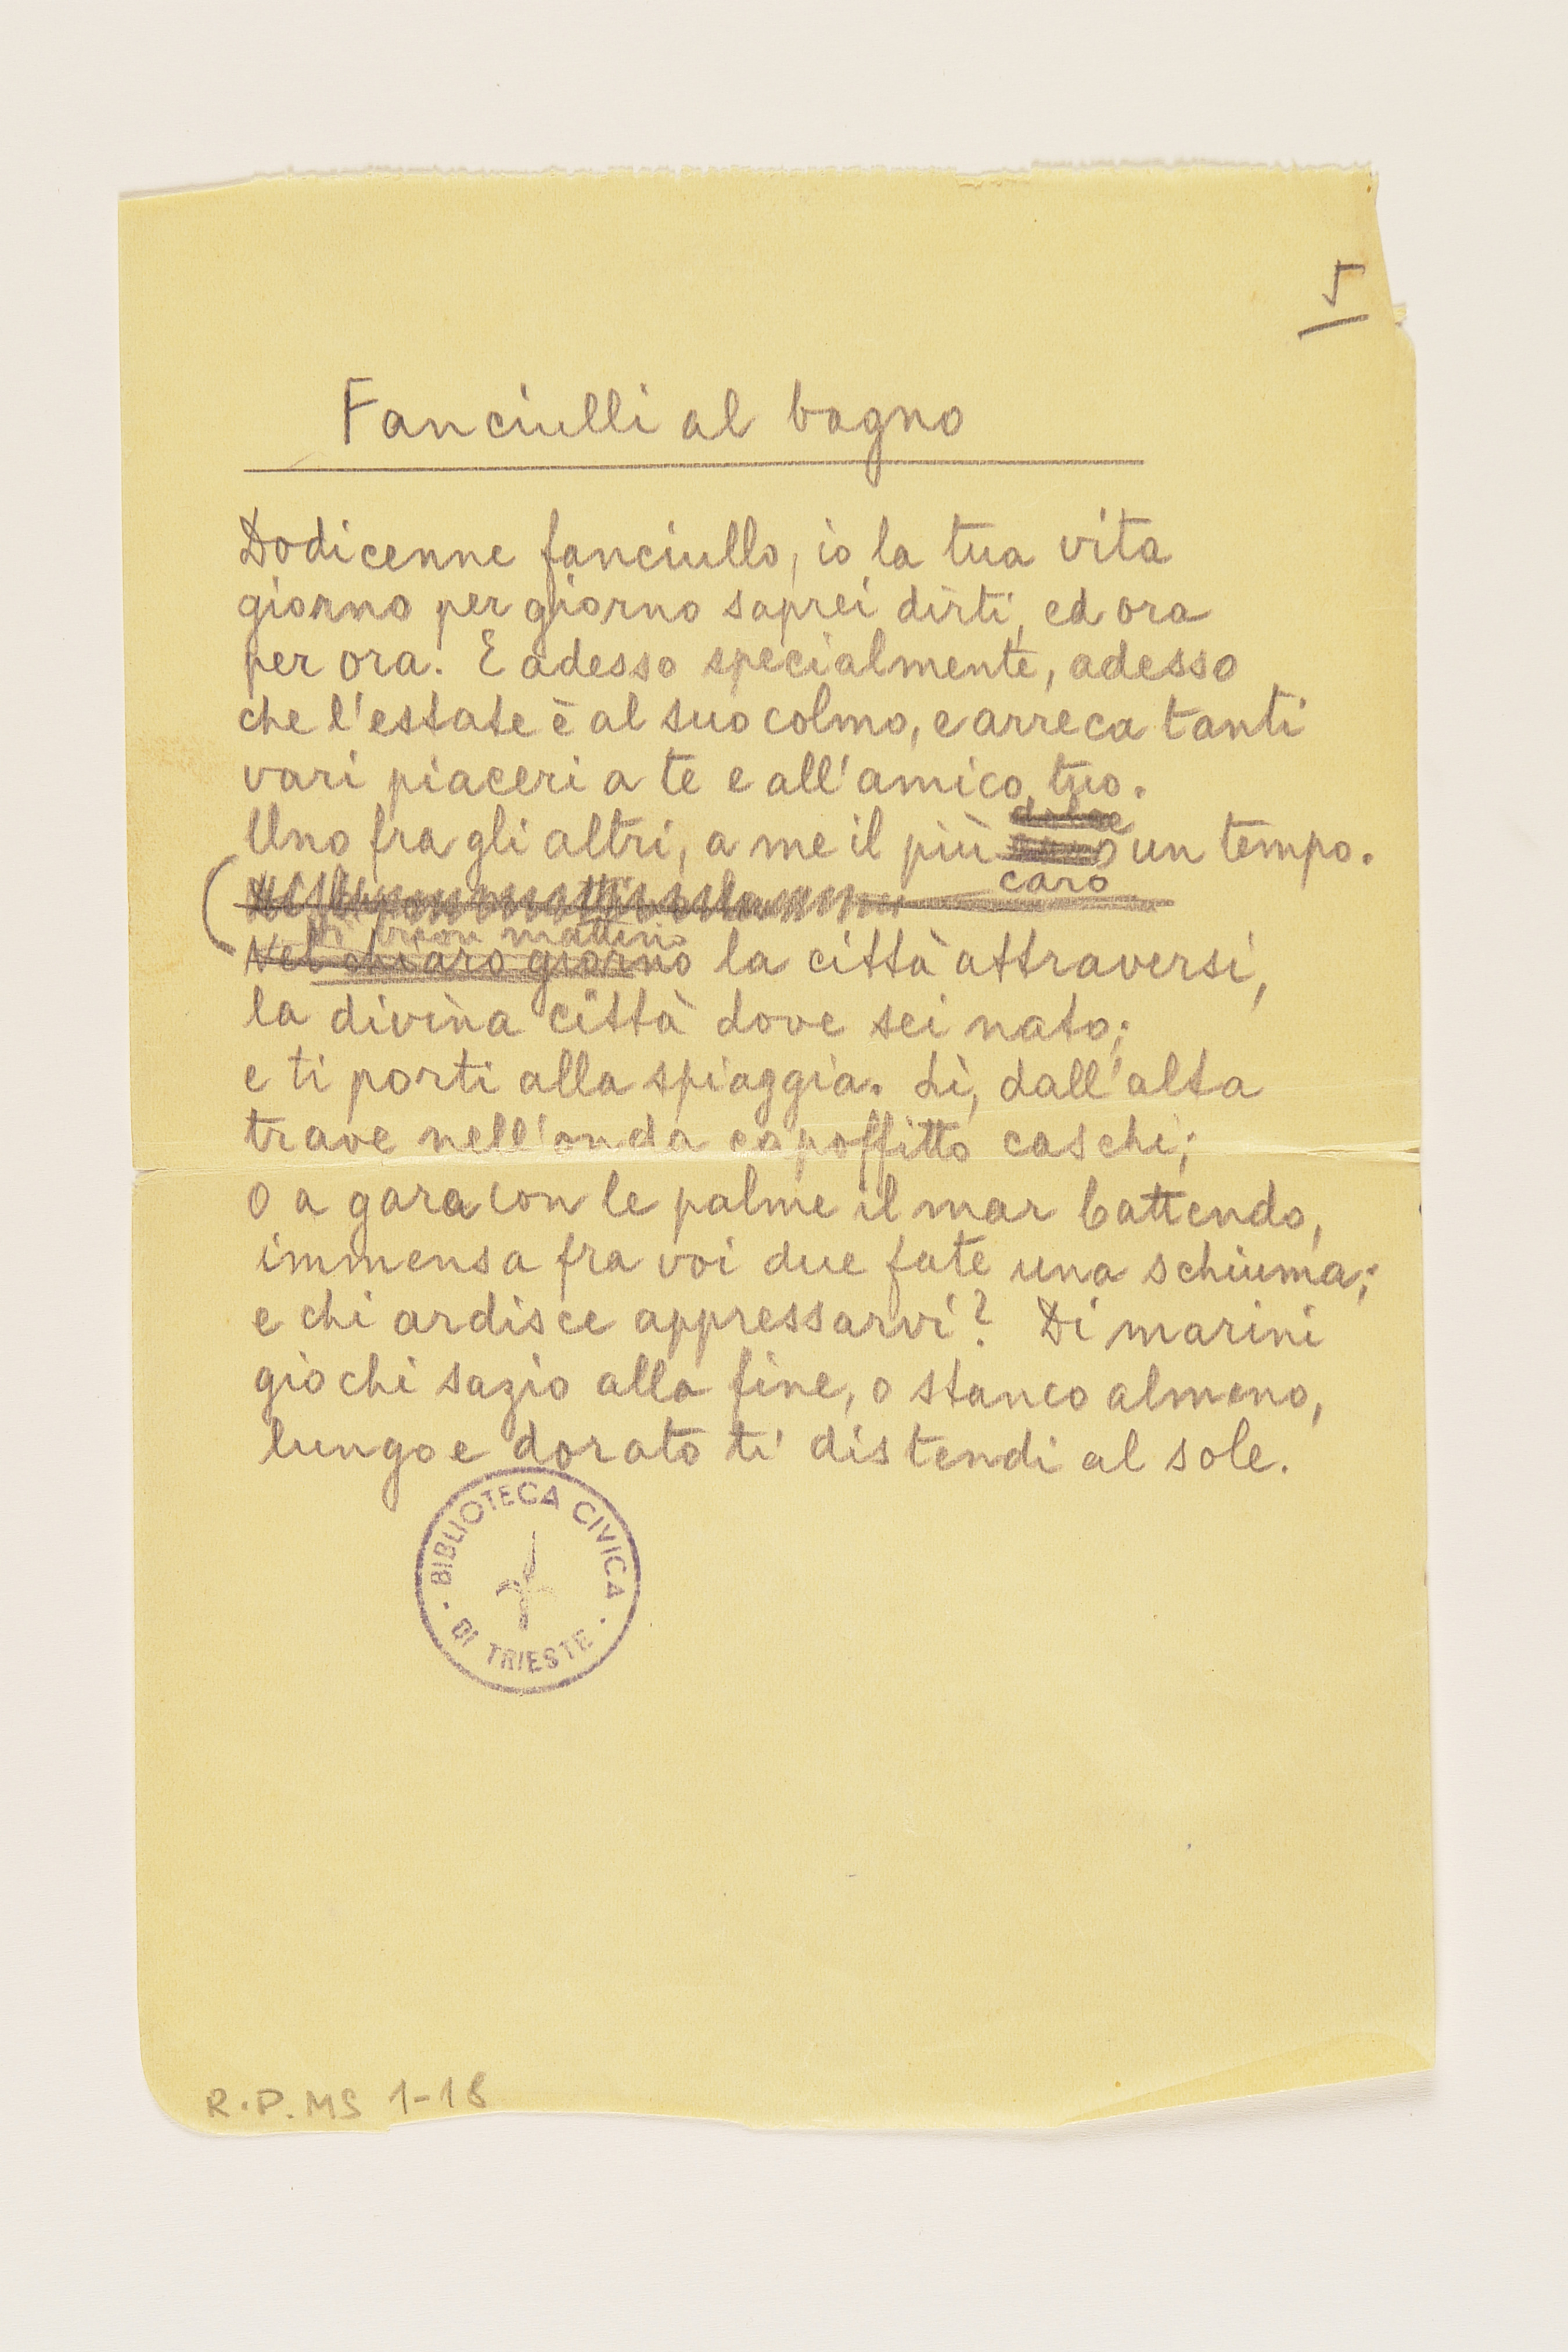 5
Fanciulli al bagno
Dodicenne fanciullo, io la tua vita
giorno per giorno saprei dirti, ed ora
per ora. E adesso specialmente, adesso
che l'estate è al suo colmo, e arreca tanti
vari piaceri a te e all'amico tuo.
dolce
Uno fra gli altri, a me il più un tempo.
caro
Di buon mattino
Nel chiaro giorno la città attraversi,
la divina città dove sei nato;
e ti porti alla spiaggia. Lì, dall'alta
trave nell'onda capoffitto caschi;
o a gara con le palme il mar battendo,
immensa fra voi due fate una schiuma;
e chi ardisce appressarvi? Di marini
giochi sazio alla fine, o stanco almeno,
lungo e dorato ti distendi al sole.
BIBLIOTECA CIVICA
DI TRIESTE
R.P. MS 1-18